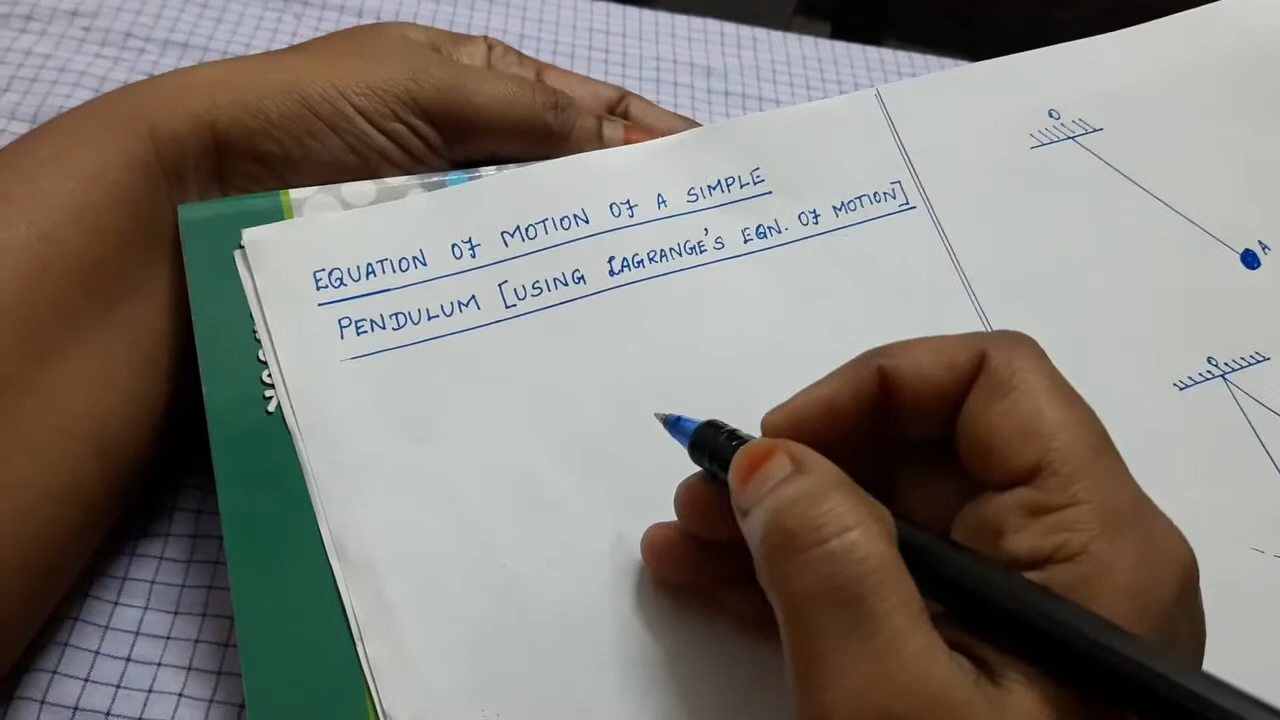 EQUATION OF MOTION OF A SIMPLE
PENDULUM [USING LAGRANGE'S EQN. OF MOTION]
O
A
O